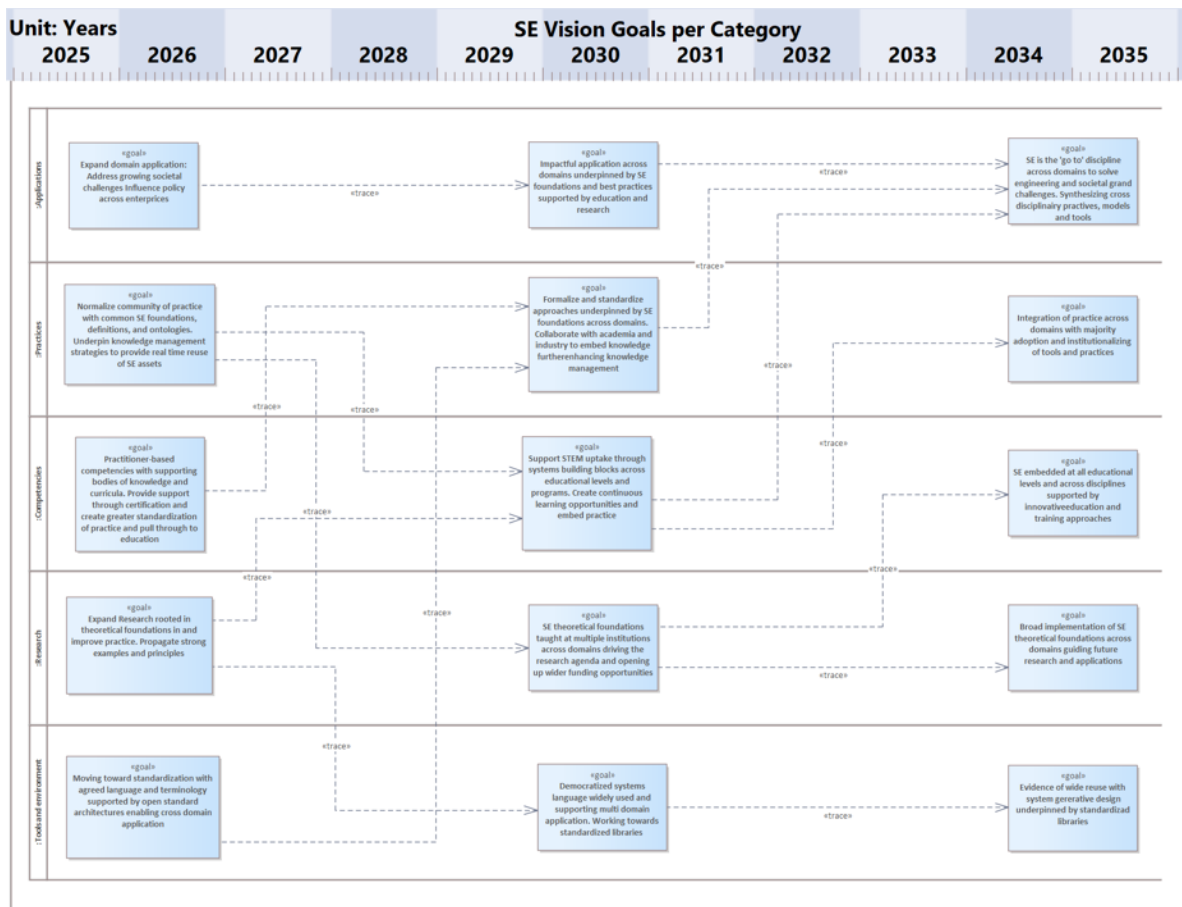 Unit: Years
SE Vision Goals per Category
2025 2026 2027 2028 2029 2030 2031 2032 2033 2034 2035
:Applications
«goal»
Expand domain application:
Address growing societal
challenges Influence policy
across enterprices
«trace»
«goal»
Impactful application across
domains underpinned by SE
foundations and best practices
supported by education and
research
«trace»
«goal»
SE is the 'go to' discipline
across domains to solve
engineering and societal grand
challenges. Synthesizing cross
disciplinairy practives, models
and tools
«trace»
:Practices
«goal»
Normalize community of practice
with common SE foundations,
definitions, and ontologies.
Underpin knowledge management
strategies to provide real time reuse
of SE assets
«goal»
Formalize and standardize
approaches underpinned by SE
foundations across domains.
Collaborate with academia and
industry to embed knowledge
furtherenhancing knowledge
management
«goal»
Integration of practice across
domains with majority
adoption and institutionalizing
of tools and practices
«trace»
«trace»
«trace»
:Competencies
«goal»
Practitioner-based
competencies with supporting
bodies of knowledge and
curricula. Provide support
through certification and
create greater standardization
of practice and pull through to
education
«goal»
Support STEM uptake through
systems building blocks across
educational levels and
programs. Create continuous
learning opportunities and
embed practice
«trace»
«goal»
SE embedded at all educational
levels and across disciplines
supported by
innovativeeducation and
training approaches
«trace»
«trace»
«trace»
:Research
«goal»
Expand Research rooted in
theoretical foundations in and
improve practice. Propagate strong
examples and principles
«trace»
«goal»
SE theoretical foundations
taught at multiple institutions
across domains driving the
research agenda and opening
up wider funding opportunities
«trace»
«goal»
Broad implementation of SE
theoretical foundations across
domains guiding future
research and applications
«trace»
:Tools and environment
«goal»
Moving toward standardization with
agreed language and terminology
supported by open standard
architectures enabling cross domain
application
«goal»
Democratized systems
language widely used and
supporting multi domain
application. Working towards
standardized libraries
«trace»
«goal»
Evidence of wide reuse with
system gererative design
underpinned by standardizad
libraries